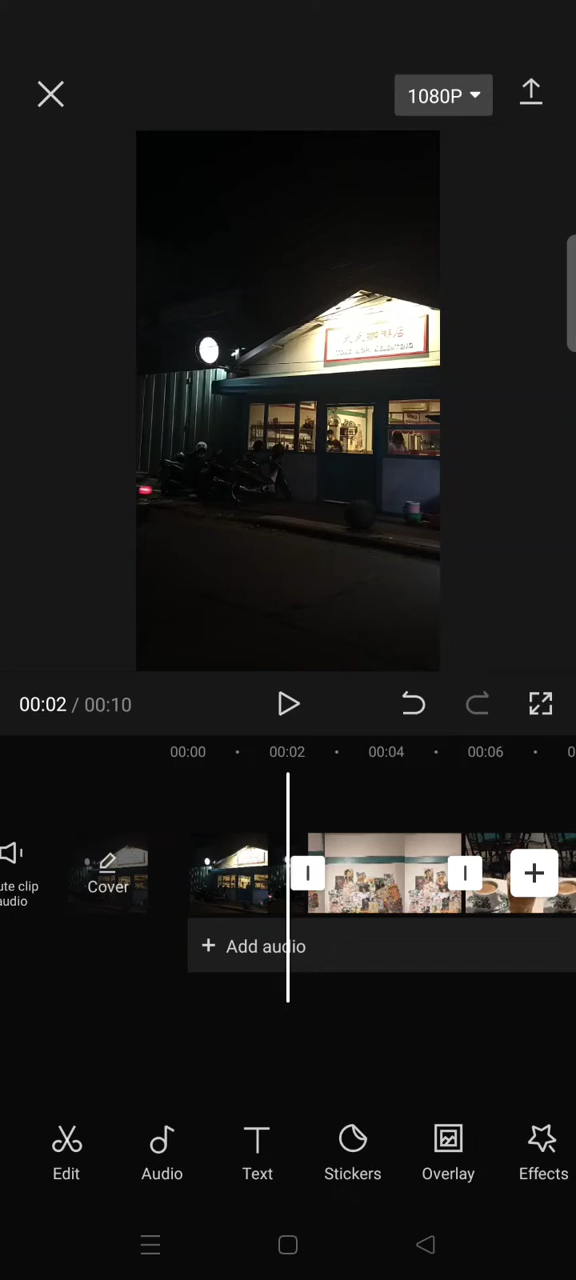 1080P
00:02 / 00:10
00:00
00:02
00:04
00:06
0
ute clip
audio
Cover
+ Add audio
Edit
Audio
Text
Stickers
Overlay
Effects